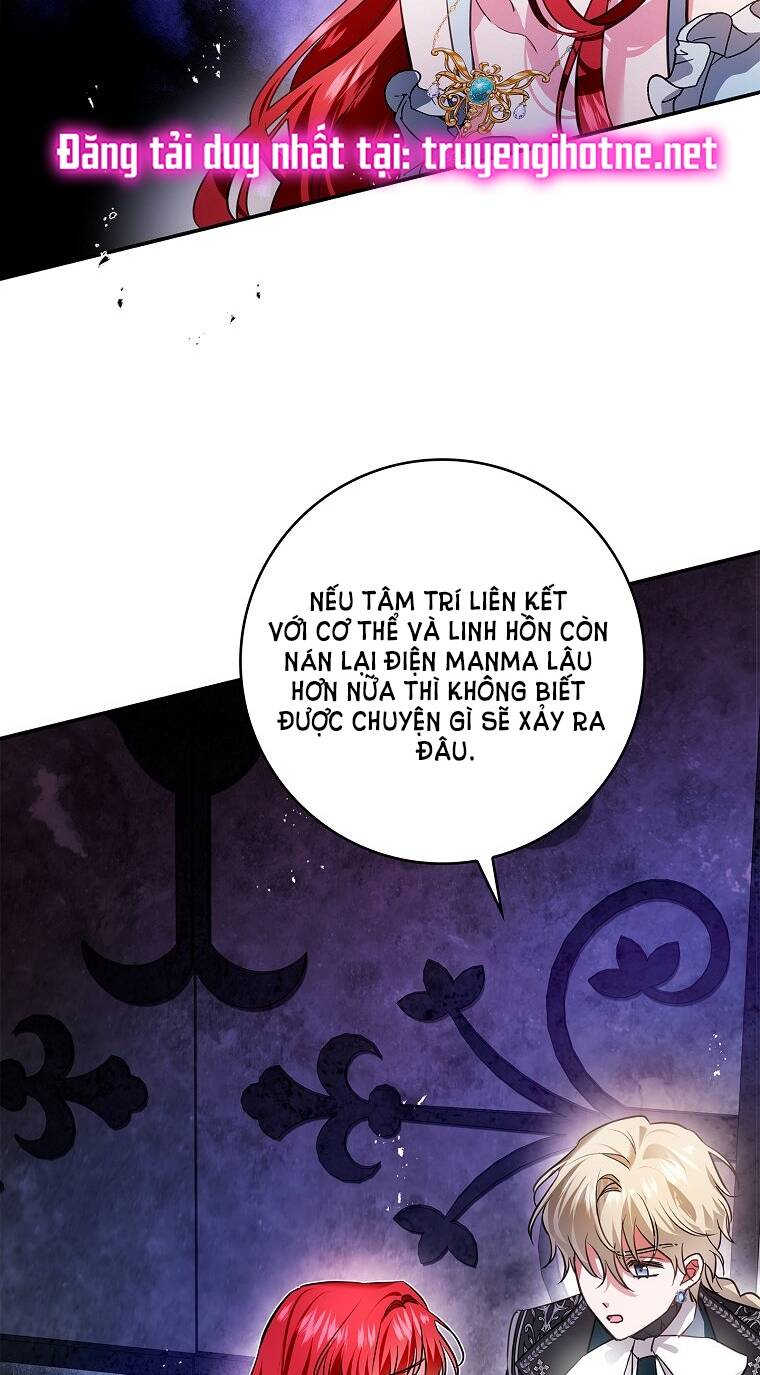 Đăng tải duy nhất tại: truyengihotne.net
NẾU TÂM TRÍ LIÊN KẾT
VỚI CƠ THỂ VÀ LINH HỒN CÒN
NÁN LẠI ĐIỆN MANMA LÂU
HƠN NỮA THÌ KHÔNG BIẾT
ĐƯỢC CHUYỆN GÌ SẼ XẢY RA
ĐÂU.